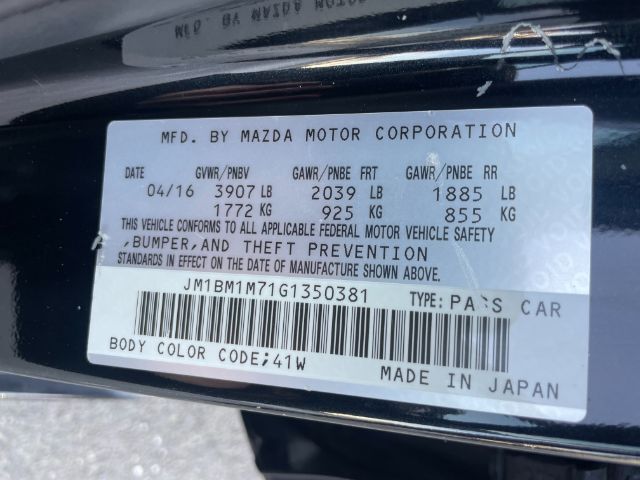 MFD. BY MAZDA MOTOR CORPORATION
DATE GVWR/PNBV GAWR/PNBE FRT GAWR/PNBE RR
04/16 3907 LB 2039 LB 1885 LB
1772 KG 925 KG 855 KG
THIS VEHICLE CONFORMS TO ALL APPLICABLE FEDERAL MOTOR VEHICLE SAFETY
,BUMPER,AND THEFT PREVENTION
STANDARDS IN EFFECT ON THE DATE OF MANUFACTURE SHOWN ABOVE.
JM1BM1M71G1350381 TYPE: PASS CAR
BODY COLOR CODE;41W
MADE IN JAPAN